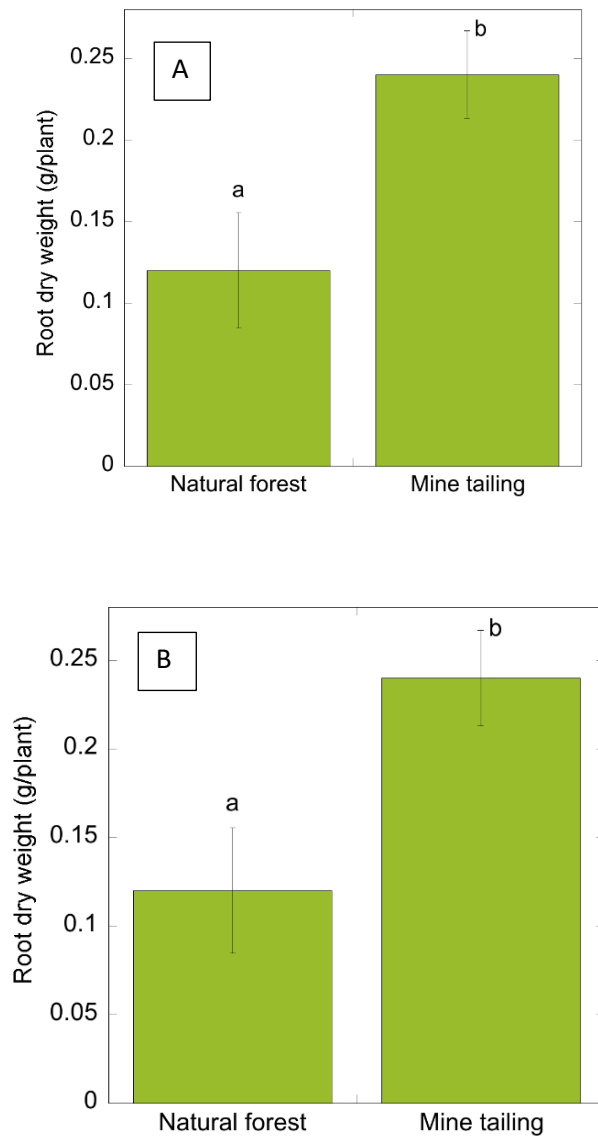 A
b
0.25
0.2
a
0.15
0.1
0.05
0
Root dry weight (g/plant)
Natural forest Mine tailing
B
b
0.25
0.2
a
0.15
0.1
0.05
0
Root dry weight (g/plant)
Natural forest Mine tailing